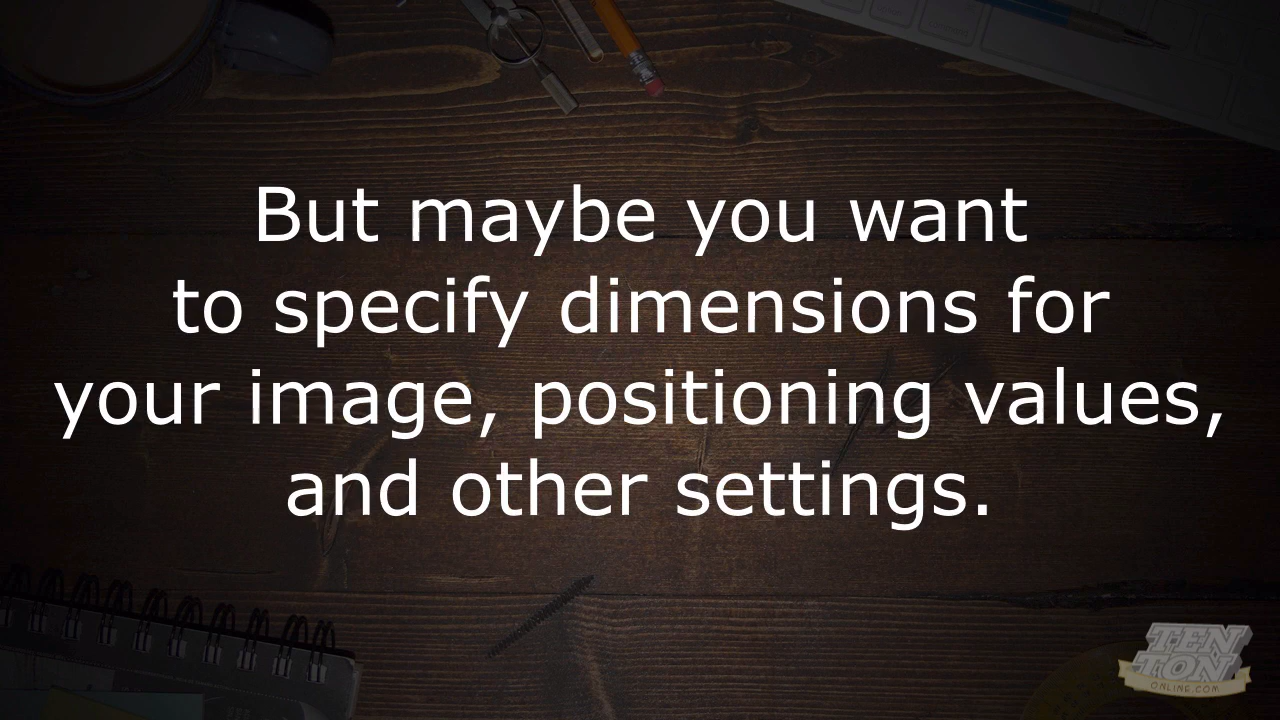 But maybe you want
to specify dimensions for
your image, positioning values,
and other settings.
TEN
TON
ONLINE.COM